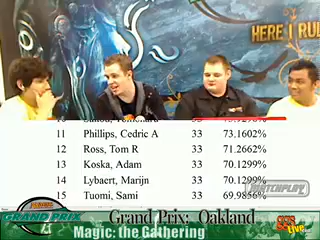 HERE I RU
11 Phillips, Cedric A 33 73.1602%
12 Ross, Tom R 33 71.2662%
13 Koska, Adam 33 70.1299%
14 Lybaert, Marijn 33 70.1299%
15 Tuomi, Sami 33 69.9856%
MATCHPLAY
GRAND PRIX
Grand Prix: Oakland
Magic: the Gathering
LIVE